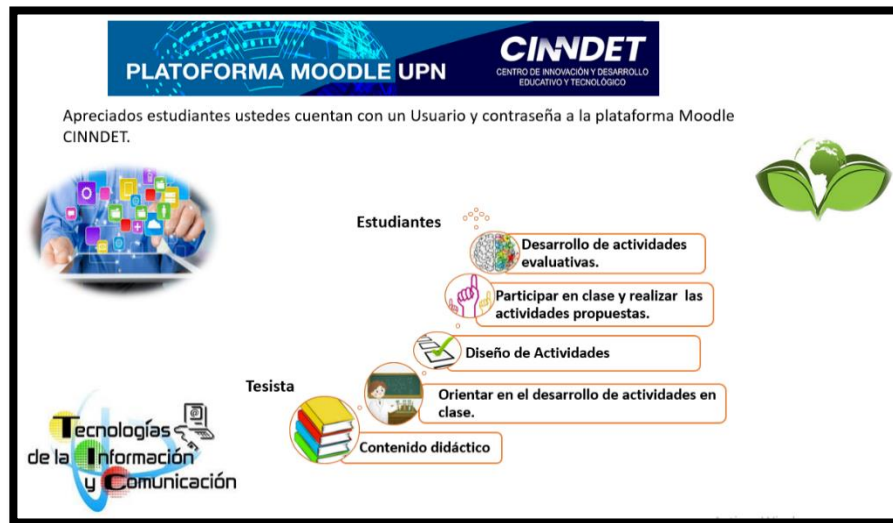 PLATOFORMA MOODLE UPN
CINNDET
CENTRO DE INNOVACIÓN Y DESARROLLO
EDUCATIVO Y TECNOLÓGICO
Apreciados estudiantes ustedes cuentan con un Usuario y contraseña a la plataforma Moodle
CINNDET.
Estudiantes
Desarrollo de actividades
evaluativas.
Participar en clase y realizar las
actividades propuestas.
Diseño de Actividades
Tesista
Orientar en el desarrollo de actividades en
clase.
Contenido didáctico
Tecnologías
de la Información
y Comunicación